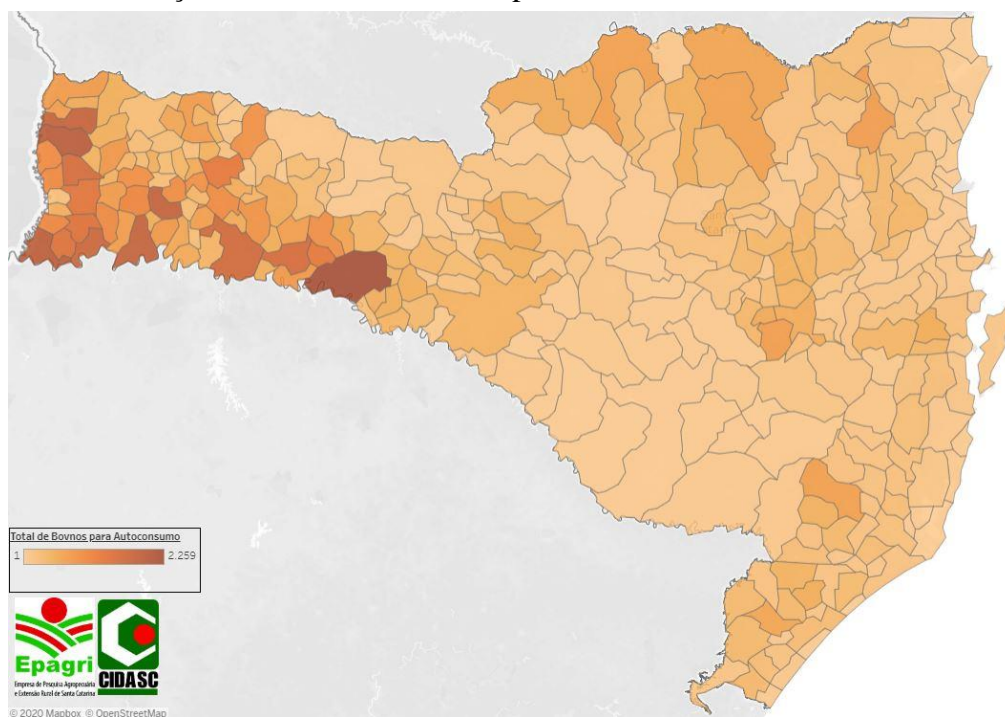 Total de Bovnos para Autoconsumo
1 2.259
Epagri
CIDASC
Empresa de Pesquisa Agropecuária
e Extensão Rural de Santa Catarina
© 2020 Mapbox © OpenStreetMap